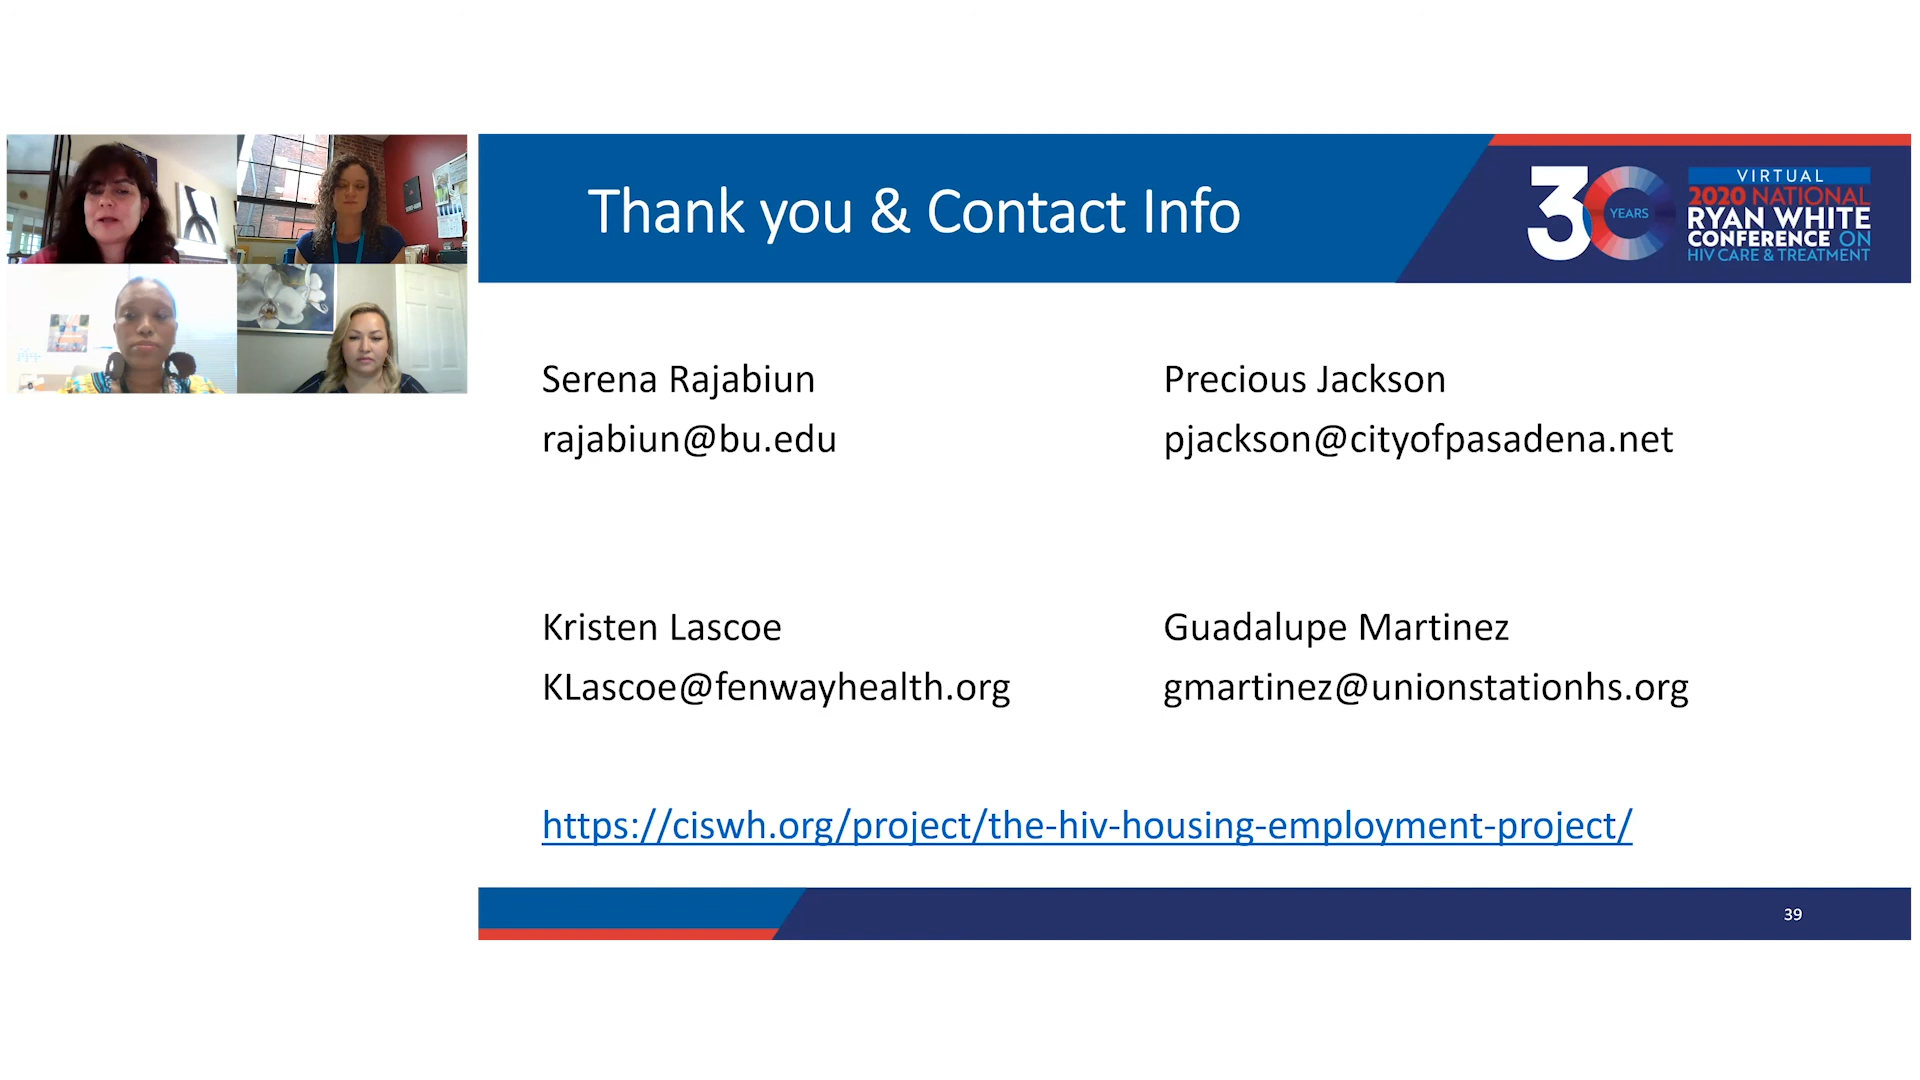 Thank you & Contact Info
30
YEARS
VIRTUAL
2020 NATIONAL
RYAN WHITE
CONFERENCE ON
HIV CARE & TREATMENT
Serena Rajabiun
rajabiun@bu.edu
Precious Jackson
pjackson@cityofpasadena.net
Kristen Lascoe
KLascoe@fenwayhealth.org
Guadalupe Martinez
gmartinez@unionstationhs.org
https://ciswh.org/project/the-hiv-housing-employment-project/
39